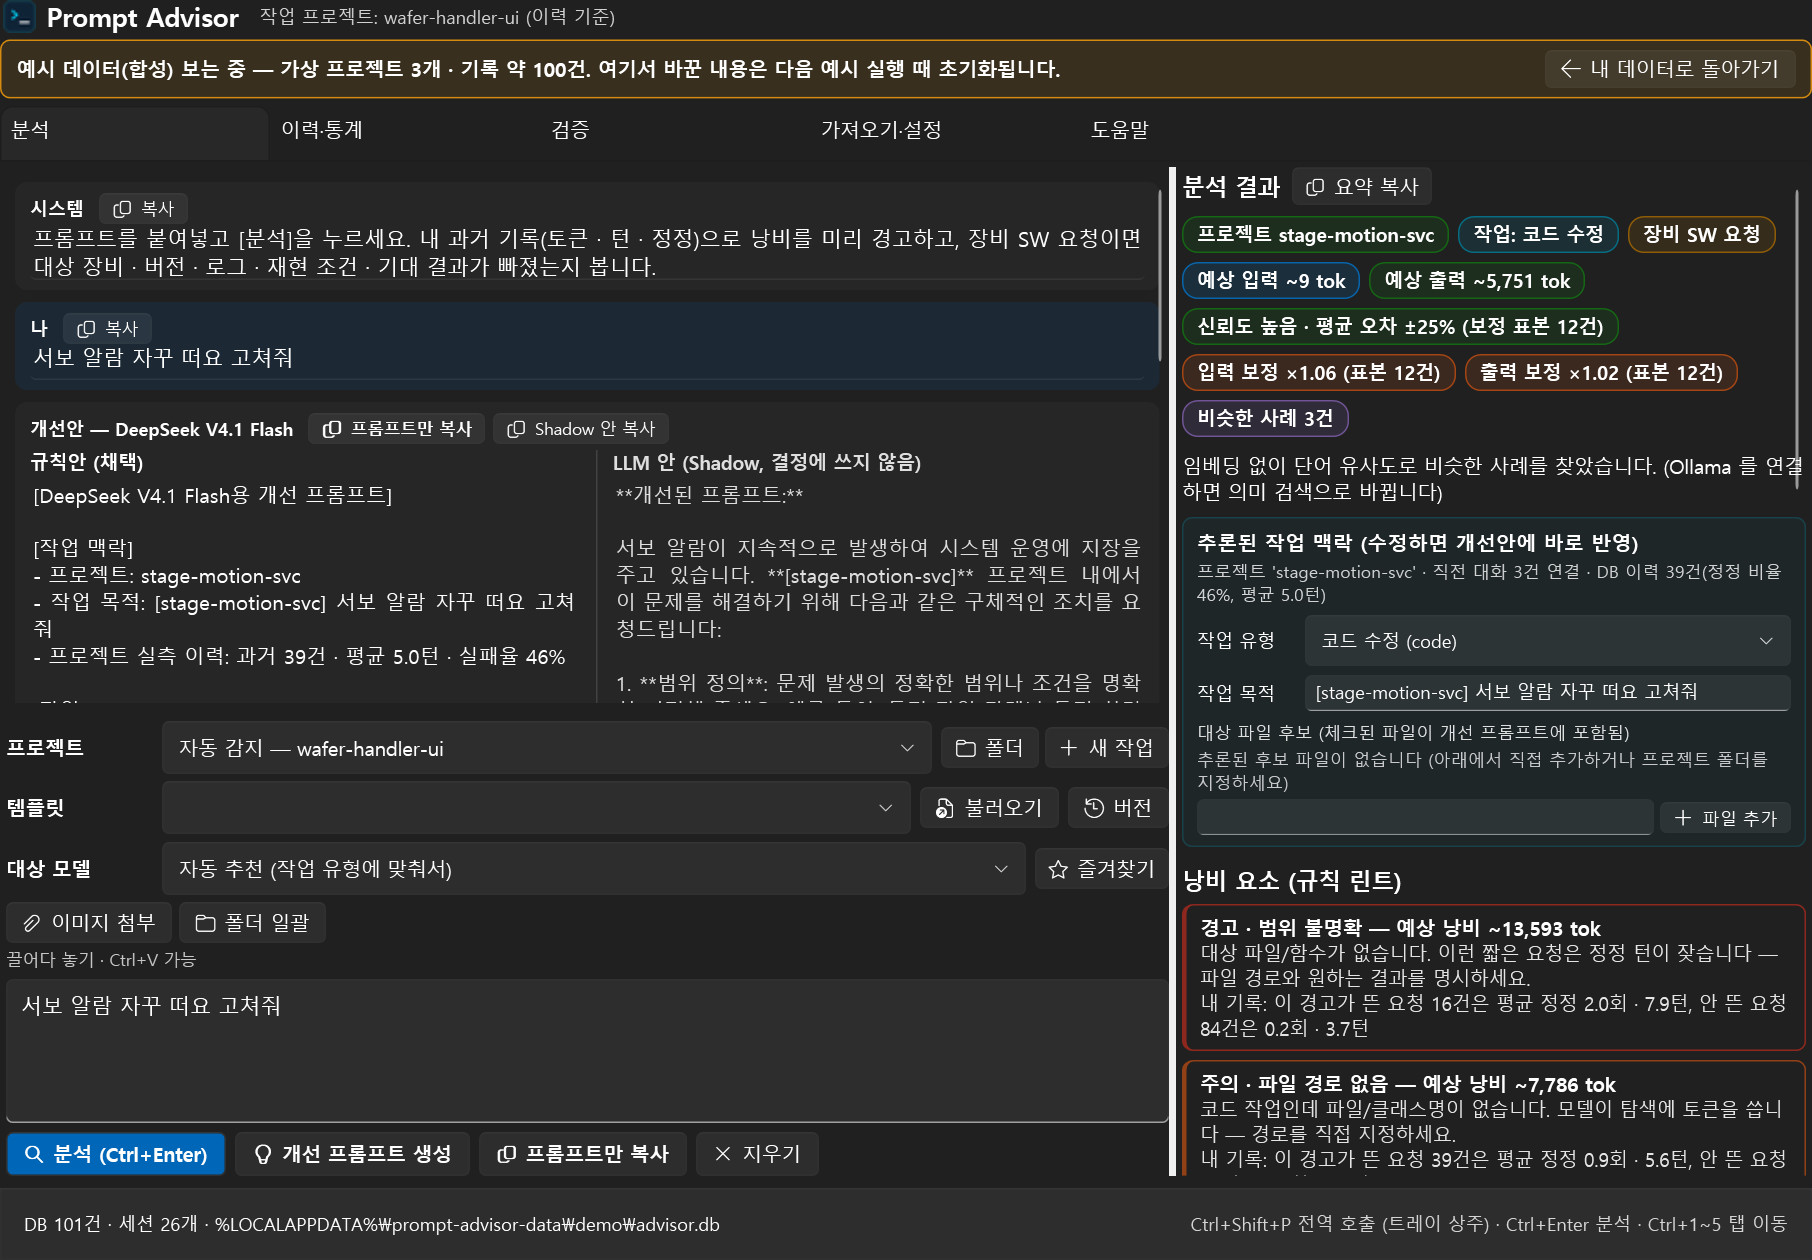 Prompt Advisor 작업 프로젝트: wafer-handler-ui (이력 기준)
예시 데이터(합성) 보는 중 — 가상 프로젝트 3개 · 기록 약 100건. 여기서 바꾼 내용은 다음 예시 실행 때 초기화됩니다.
← 내 데이터로 돌아가기
분석 이력·통계 검증 가져오기·설정 도움말
시스템 복사
프롬프트를 붙여넣고 [분석]을 누르세요. 내 과거 기록(토큰 · 턴 · 정정)으로 낭비를 미리 경고하고, 장비 SW 요청이면
대상 장비 · 버전 · 로그 · 재현 조건 · 기대 결과가 빠졌는지 봅니다.
나 복사
서보 알람 자꾸 떠요 고쳐줘
개선안 — DeepSeek V4.1 Flash 프롬프트만 복사 Shadow 안 복사
규칙안 (채택)
[DeepSeek V4.1 Flash용 개선 프롬프트]
[작업 맥락]
- 프로젝트: stage-motion-svc
- 작업 목적: [stage-motion-svc] 서보 알람 자꾸 떠요 고쳐
줘
- 프로젝트 실측 이력: 과거 39건 · 평균 5.0턴 · 실패율 46%
LLM 안 (Shadow, 결정에 쓰지 않음)
**개선된 프롬프트:**
서보 알람이 지속적으로 발생하여 시스템 운영에 지장을
주고 있습니다. **[stage-motion-svc]** 프로젝트 내에서
이 문제를 해결하기 위해 다음과 같은 구체적인 조치를 요
청드립니다:
1. **범위 정의**: 문제 발생의 정확한 범위나 조건을 명확
프로젝트 자동 감지 — wafer-handler-ui 폴더 + 새 작업
템플릿 불러오기 버전
대상 모델 자동 추천 (작업 유형에 맞춰서) 즐겨찾기
이미지 첨부 폴더 일괄
끌어다 놓기 · Ctrl+V 가능
서보 알람 자꾸 떠요 고쳐줘
분석 (Ctrl+Enter) 개선 프롬프트 생성 프롬프트만 복사 × 지우기
분석 결과 요약 복사
프로젝트 stage-motion-svc 작업: 코드 수정 장비 SW 요청
예상 입력 ~9 tok 예상 출력 ~5,751 tok
신뢰도 높음 · 평균 오차 ±25% (보정 표본 12건)
입력 보정 ×1.06 (표본 12건) 출력 보정 ×1.02 (표본 12건)
비슷한 사례 3건
임베딩 없이 단어 유사도로 비슷한 사례를 찾았습니다. (Ollama 를 연결
하면 의미 검색으로 바뀝니다)
추론된 작업 맥락 (수정하면 개선안에 바로 반영)
프로젝트 'stage-motion-svc' · 직전 대화 3건 연결 · DB 이력 39건(정정 비율
46%, 평균 5.0턴)
작업 유형 코드 수정 (code)
작업 목적 [stage-motion-svc] 서보 알람 자꾸 떠요 고쳐줘
대상 파일 후보 (체크된 파일이 개선 프롬프트에 포함됨)
추론된 후보 파일이 없습니다 (아래에서 직접 추가하거나 프로젝트 폴더를
지정하세요)
+ 파일 추가
낭비 요소 (규칙 린트)
경고 · 범위 불명확 — 예상 낭비 ~13,593 tok
대상 파일/함수가 없습니다. 이런 짧은 요청은 정정 턴이 잦습니다 —
파일 경로와 원하는 결과를 명시하세요.
내 기록: 이 경고가 뜬 요청 16건은 평균 정정 2.0회 · 7.9턴, 안 뜬 요청
84건은 0.2회 · 3.7턴
주의 · 파일 경로 없음 — 예상 낭비 ~7,786 tok
코드 작업인데 파일/클래스명이 없습니다. 모델이 탐색에 토큰을 씁니
다 — 경로를 직접 지정하세요.
내 기록: 이 경고가 뜬 요청 39건은 평균 정정 0.9회 · 5.6턴, 안 뜬 요청
DB 101건 · 세션 26개 · %LOCALAPPDATA%₩prompt-advisor-data₩demo₩advisor.db
Ctrl+Shift+P 전역 호출 (트레이 상주) · Ctrl+Enter 분석 · Ctrl+1~5 탭 이동